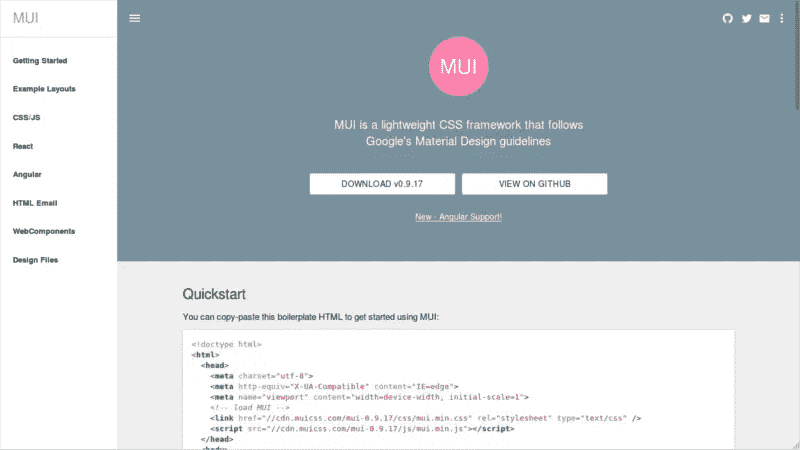 MUI
Getting Started
Example Layouts
CSS/JS
React
Angular
HTML Email
WebComponents
Design Files
MUI
MUI is a lightweight CSS framework that follows
Google's Material Design guidelines
DOWNLOAD v0.9.17
VIEW ON GITHUB
New - Angular Support!
Quickstart
You can copy-paste this boilerplate HTML to get started using MUI:
<!doctype html>
<html>
<head>
<meta charset="utf-8">
<meta http-equiv="X-UA-Compatible" content="IE=edge">
<meta name="viewport" content="width=device-width, initial-scale=1">
<!-- load MUI -->
<link href="//cdn.muicss.com/mui-0.9.17/css/mui.min.css" rel="stylesheet" type="text/css" />
<script src="//cdn.muicss.com/mui-0.9.17/js/mui.min.js"></script>
</head>
<body>